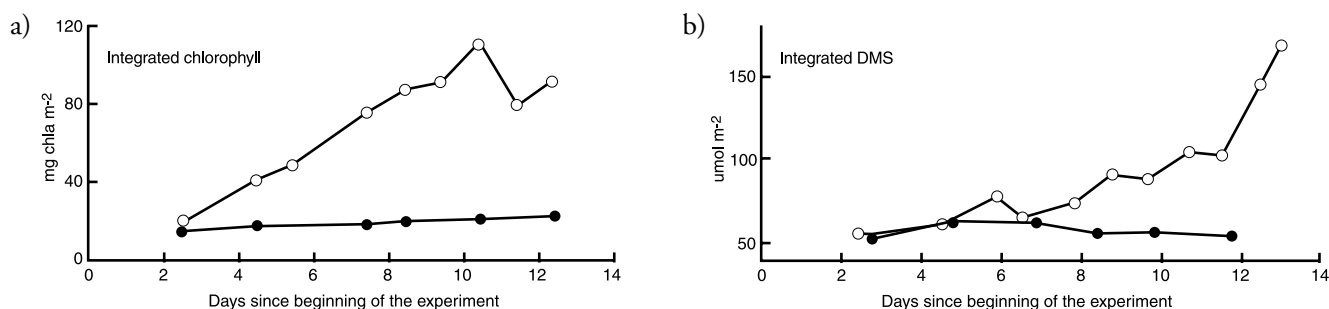 a)
Integrated chlorophyll
mg chla m-2
120
80
40
0
0 2 4 6 8 10 12 14
Days since beginning of the experiment
b)
Integrated DMS
umol m-2
150
100
50
0 2 4 6 8 10 12 14
Days since beginning of the experiment